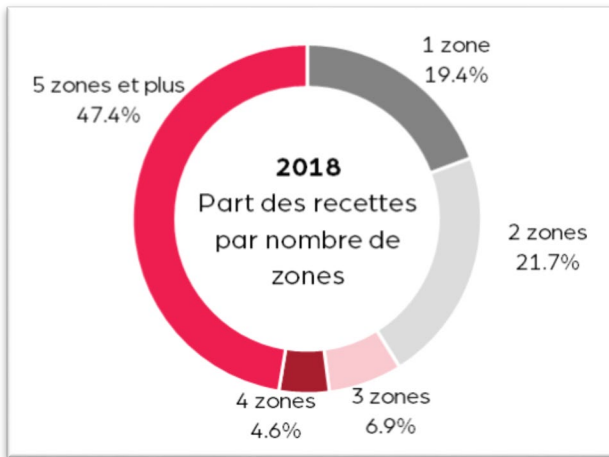 1 zone
19.4%
5 zones et plus
47.4%
2018
Part des recettes
par nombre de
zones
2 zones
21.7%
4 zones
4.6%
3 zones
6.9%